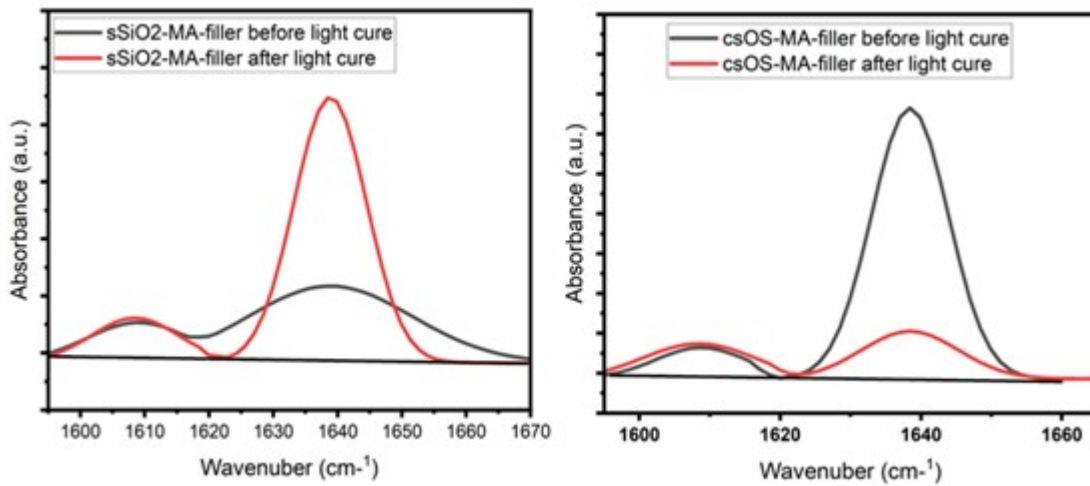 sSiO2-MA-filler before light cure
sSiO2-MA-filler after light cure
Absorbance (a.u.)
1600 1610 1620 1630 1640 1650 1660 1670
Wavenuber (cm-1)
csOS-MA-filler before light cure
csOS-MA-filler after light cure
Absorbance (a.u.)
1600 1620 1640 1660
Wavenuber (cm-1)